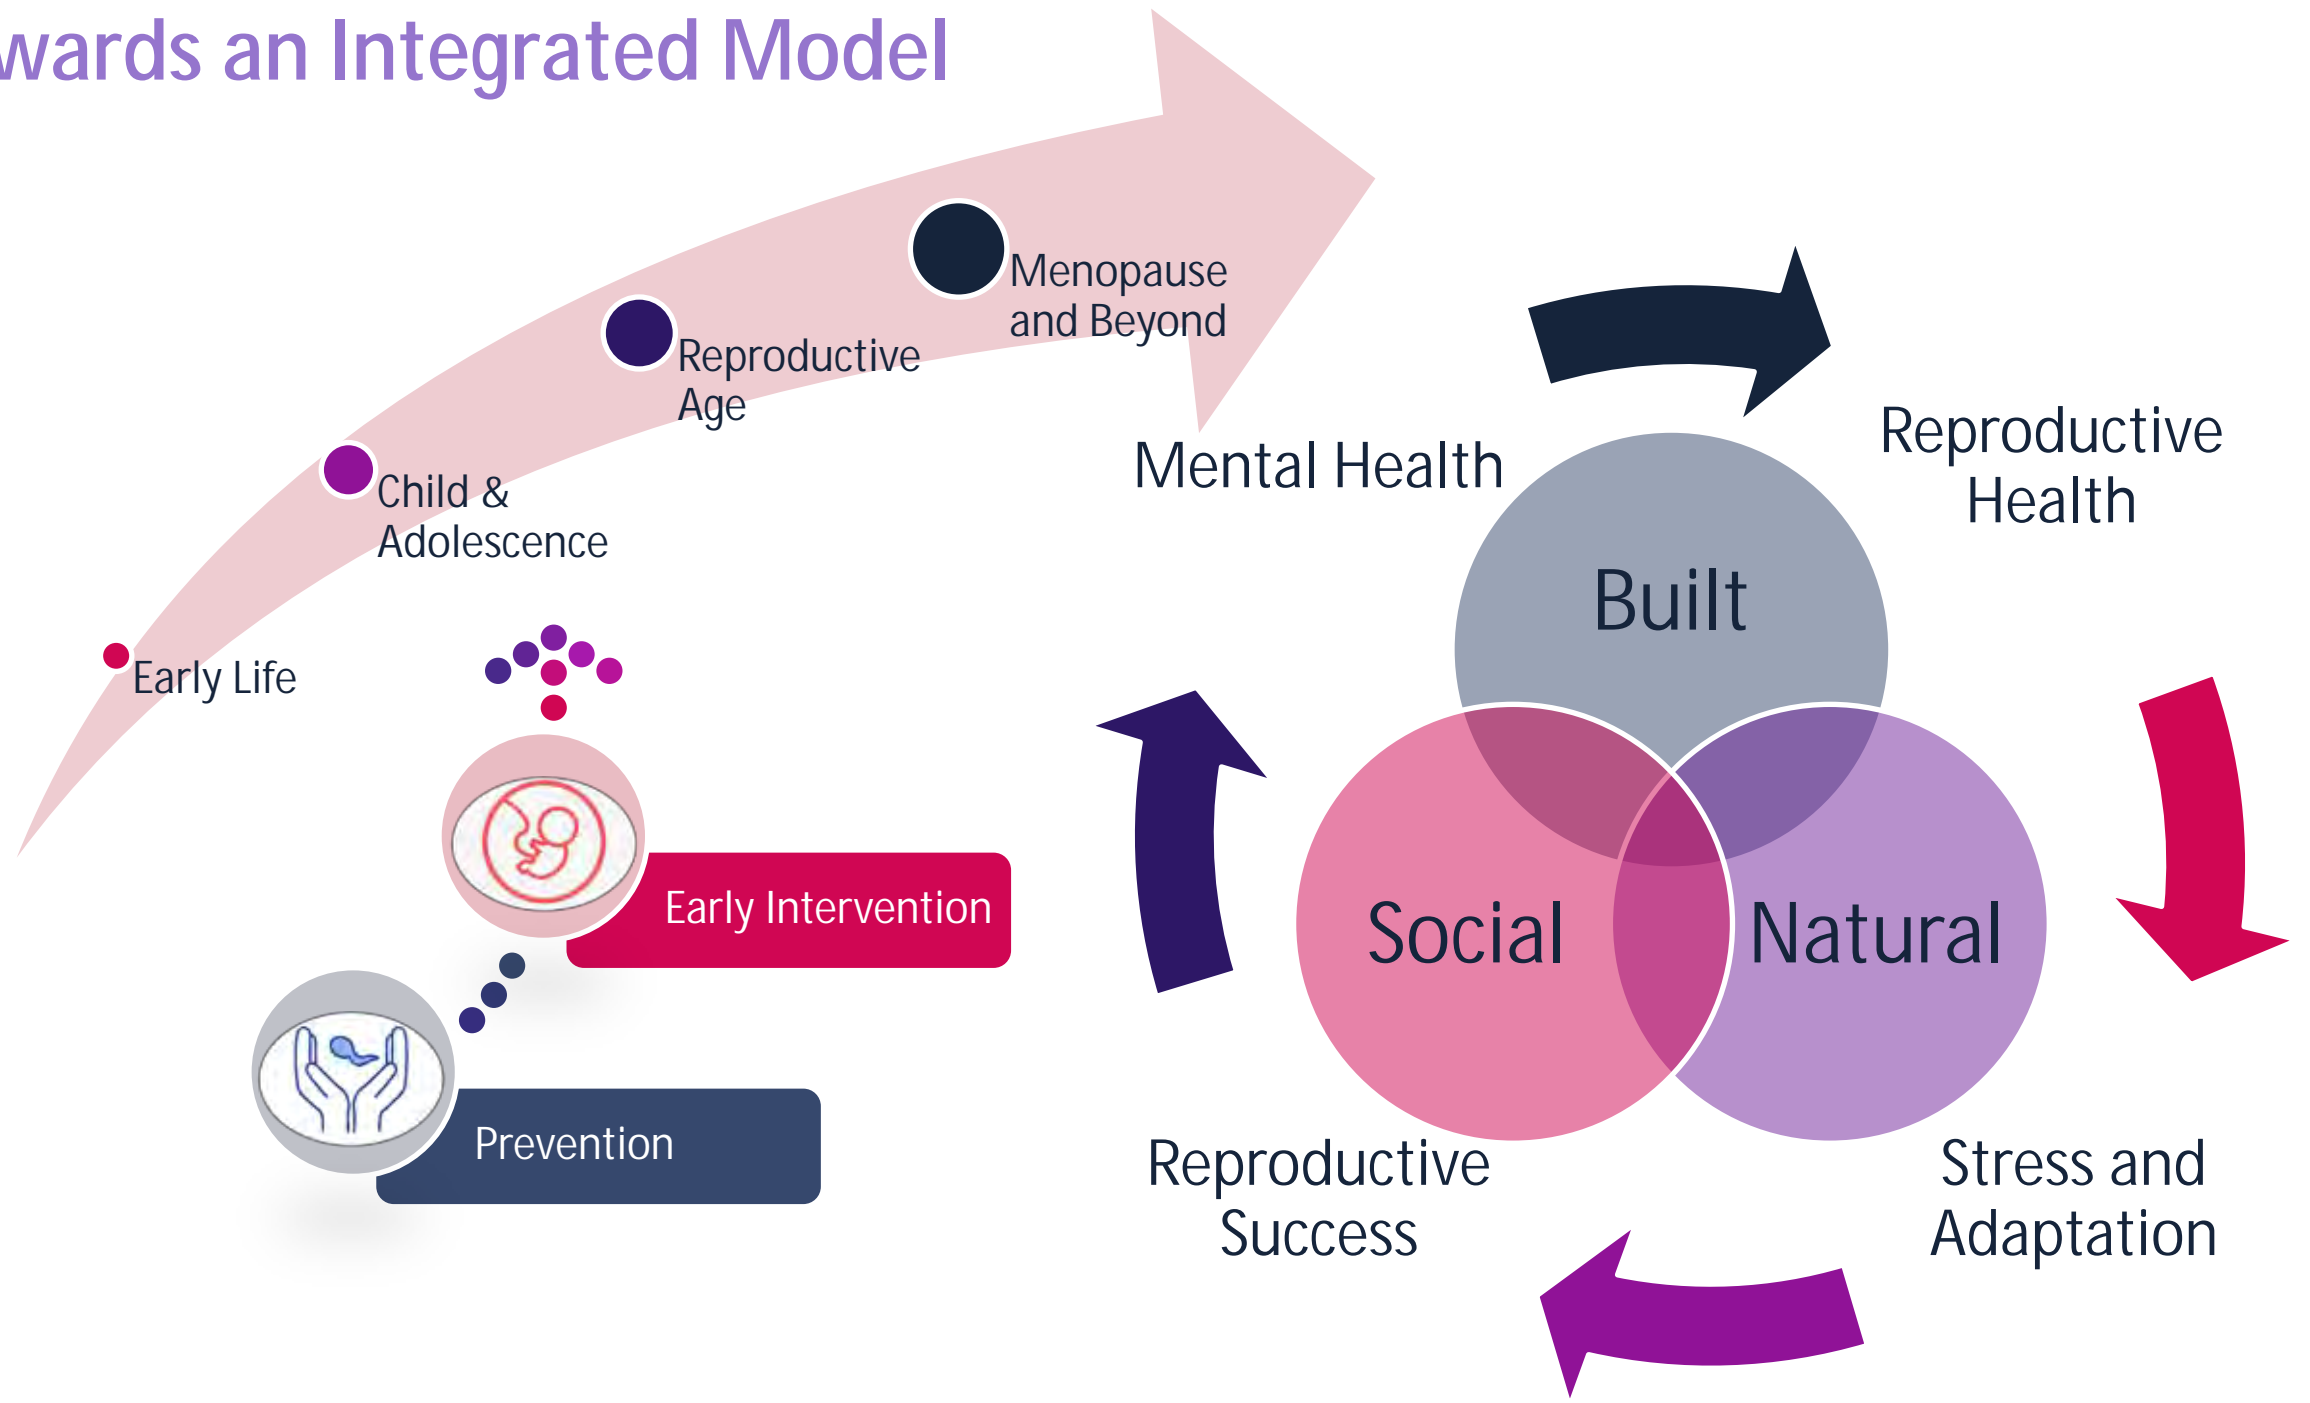 wards an Integrated Model
Menopause
and Beyond
Reproductive
Age
Child &
Adolescence
Early Life
Early Intervention
Prevention
Mental Health
Reproductive
Health
Built
Social
Natural
Reproductive
Success
Stress and
Adaptation